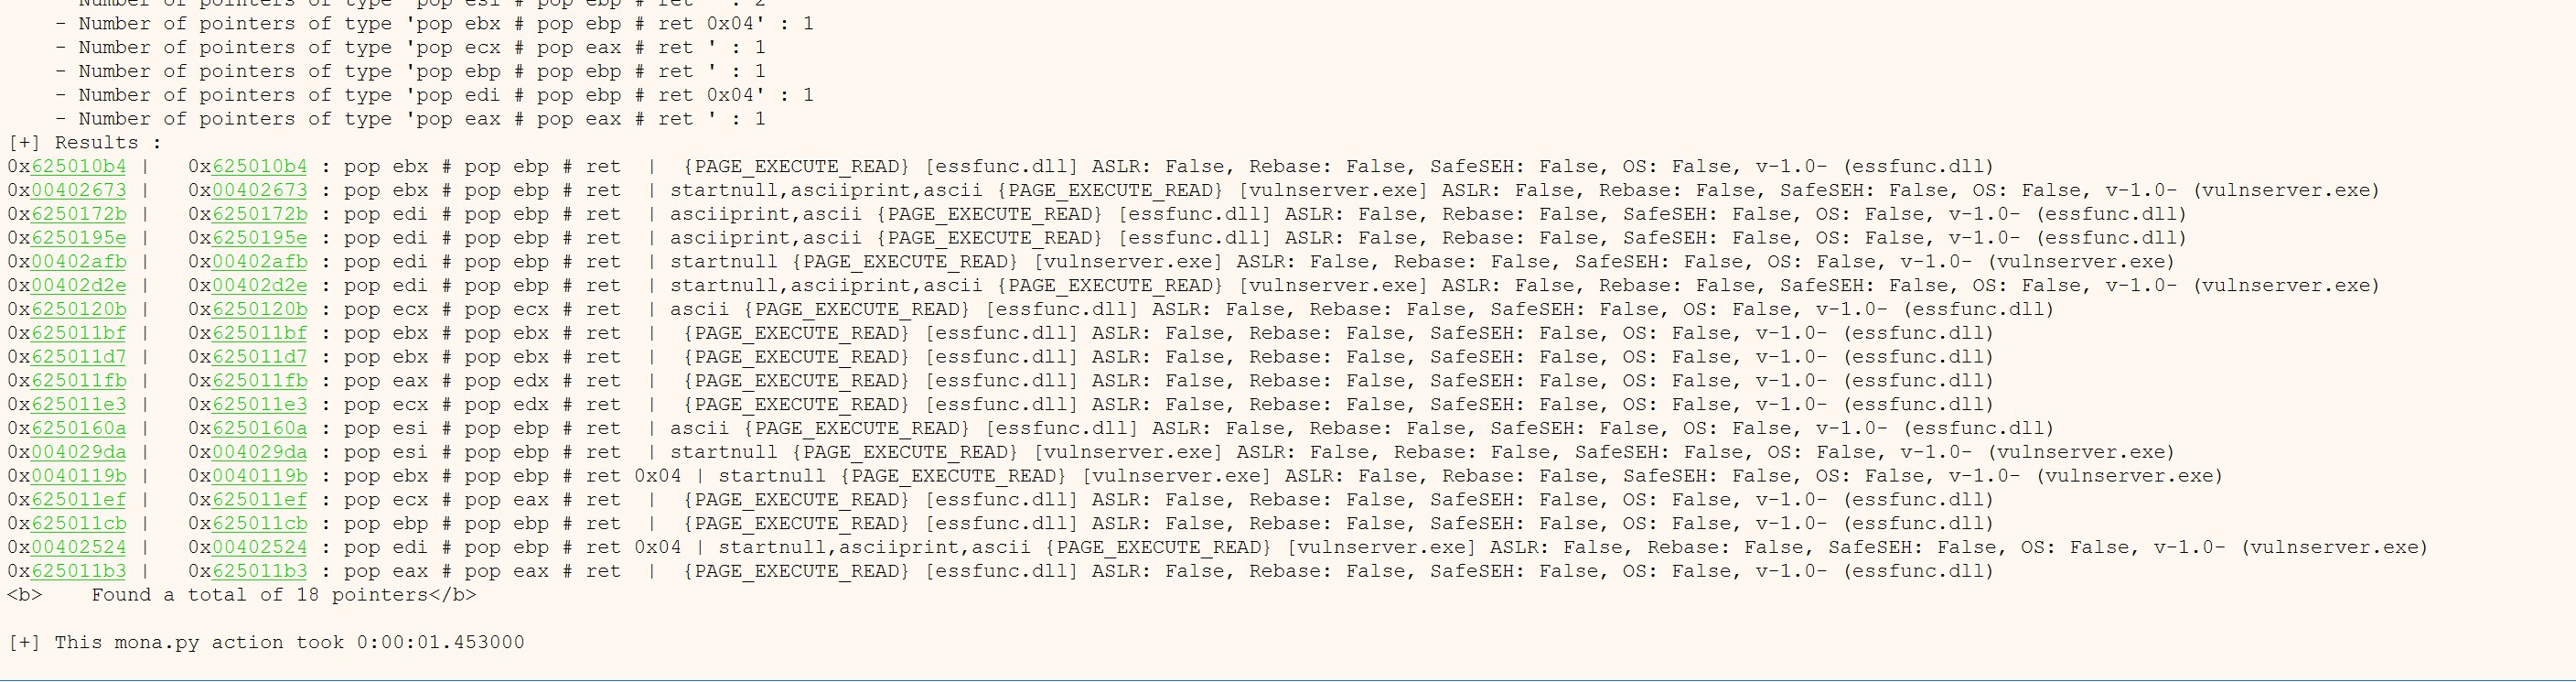 - Number of pointers of type 'pop esi # pop ebp # ret ' : 2
- Number of pointers of type 'pop ebx # pop ebp # ret 0x04' : 1
- Number of pointers of type 'pop ecx # pop eax # ret ' : 1
- Number of pointers of type 'pop ebp # pop ebp # ret ' : 1
- Number of pointers of type 'pop edi # pop ebp # ret 0x04' : 1
- Number of pointers of type 'pop eax # pop eax # ret ' : 1
[+] Results :
0x625010b4 | 0x625010b4 : pop ebx # pop ebp # ret | {PAGE_EXECUTE_READ} [essfunc.dll] ASLR: False, Rebase: False, SafeSEH: False, OS: False, v-1.0- (essfunc.dll)
0x00402673 | 0x00402673 : pop ebx # pop ebp # ret | startnull,asciiprint,ascii {PAGE_EXECUTE_READ} [vulnserver.exe] ASLR: False, Rebase: False, SafeSEH: False, OS: False, v-1.0- (vulnserver.exe)
0x6250172b | 0x6250172b : pop edi # pop ebp # ret | asciiprint,ascii {PAGE_EXECUTE_READ} [essfunc.dll] ASLR: False, Rebase: False, SafeSEH: False, OS: False, v-1.0- (essfunc.dll)
0x6250195e | 0x6250195e : pop edi # pop ebp # ret | asciiprint,ascii {PAGE_EXECUTE_READ} [essfunc.dll] ASLR: False, Rebase: False, SafeSEH: False, OS: False, v-1.0- (essfunc.dll)
0x00402afb | 0x00402afb : pop edi # pop ebp # ret | startnull {PAGE_EXECUTE_READ} [vulnserver.exe] ASLR: False, Rebase: False, SafeSEH: False, OS: False, v-1.0- (vulnserver.exe)
0x00402d2e | 0x00402d2e : pop edi # pop ebp # ret | startnull,asciiprint,ascii {PAGE_EXECUTE_READ} [vulnserver.exe] ASLR: False, Rebase: False, SafeSEH: False, OS: False, v-1.0- (vulnserver.exe)
0x6250120b | 0x6250120b : pop ecx # pop ecx # ret | ascii {PAGE_EXECUTE_READ} [essfunc.dll] ASLR: False, Rebase: False, SafeSEH: False, OS: False, v-1.0- (essfunc.dll)
0x625011bf | 0x625011bf : pop ebx # pop ebx # ret | {PAGE_EXECUTE_READ} [essfunc.dll] ASLR: False, Rebase: False, SafeSEH: False, OS: False, v-1.0- (essfunc.dll)
0x625011d7 | 0x625011d7 : pop ebx # pop ebx # ret | {PAGE_EXECUTE_READ} [essfunc.dll] ASLR: False, Rebase: False, SafeSEH: False, OS: False, v-1.0- (essfunc.dll)
0x625011fb | 0x625011fb : pop eax # pop edx # ret | {PAGE_EXECUTE_READ} [essfunc.dll] ASLR: False, Rebase: False, SafeSEH: False, OS: False, v-1.0- (essfunc.dll)
0x625011e3 | 0x625011e3 : pop ecx # pop edx # ret | {PAGE_EXECUTE_READ} [essfunc.dll] ASLR: False, Rebase: False, SafeSEH: False, OS: False, v-1.0- (essfunc.dll)
0x6250160a | 0x6250160a : pop esi # pop ebp # ret | ascii {PAGE_EXECUTE_READ} [essfunc.dll] ASLR: False, Rebase: False, SafeSEH: False, OS: False, v-1.0- (essfunc.dll)
0x004029da | 0x004029da : pop esi # pop ebp # ret | startnull {PAGE_EXECUTE_READ} [vulnserver.exe] ASLR: False, Rebase: False, SafeSEH: False, OS: False, v-1.0- (vulnserver.exe)
0x0040119b | 0x0040119b : pop ebx # pop ebp # ret 0x04 | startnull {PAGE_EXECUTE_READ} [vulnserver.exe] ASLR: False, Rebase: False, SafeSEH: False, OS: False, v-1.0- (vulnserver.exe)
0x625011ef | 0x625011ef : pop ecx # pop eax # ret | {PAGE_EXECUTE_READ} [essfunc.dll] ASLR: False, Rebase: False, SafeSEH: False, OS: False, v-1.0- (essfunc.dll)
0x625011cb | 0x625011cb : pop ebp # pop ebp # ret | {PAGE_EXECUTE_READ} [essfunc.dll] ASLR: False, Rebase: False, SafeSEH: False, OS: False, v-1.0- (essfunc.dll)
0x00402524 | 0x00402524 : pop edi # pop ebp # ret 0x04 | startnull,asciiprint,ascii {PAGE_EXECUTE_READ} [vulnserver.exe] ASLR: False, Rebase: False, SafeSEH: False, OS: False, v-1.0- (vulnserver.exe)
0x625011b3 | 0x625011b3 : pop eax # pop eax # ret | {PAGE_EXECUTE_READ} [essfunc.dll] ASLR: False, Rebase: False, SafeSEH: False, OS: False, v-1.0- (essfunc.dll)
<b> Found a total of 18 pointers</b>
[+] This mona.py action took 0:00:01.453000